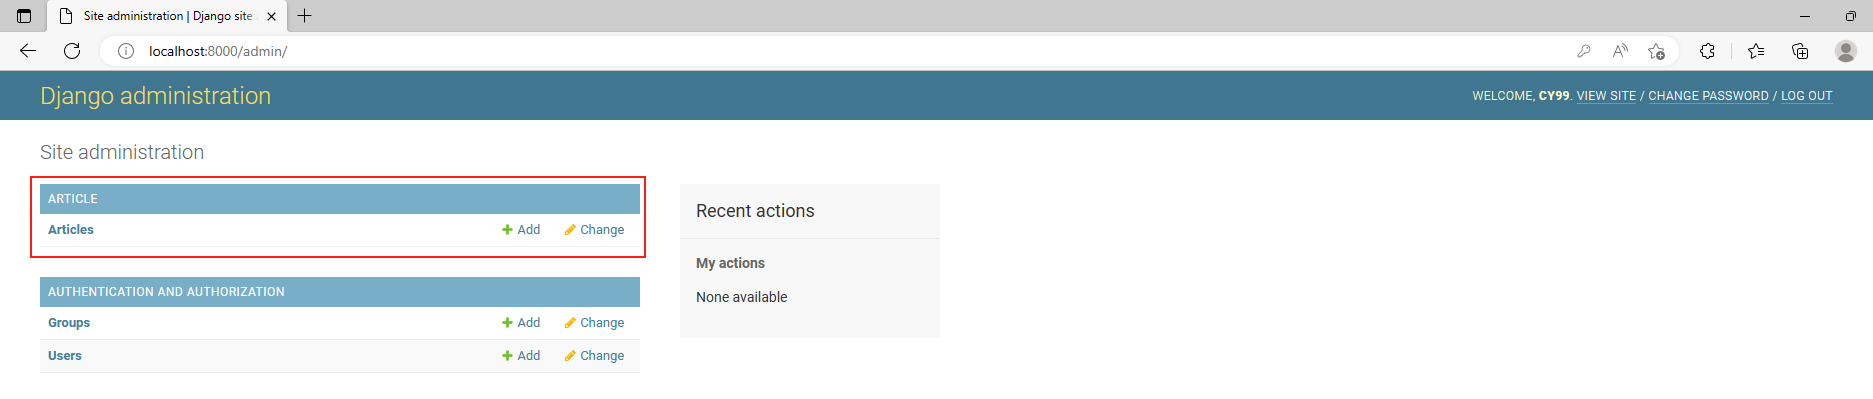 Site administration | Django site
localhost:8000/admin/
Django administration
WELCOME, CY99. VIEW SITE / CHANGE PASSWORD / LOG OUT
Site administration
ARTICLE
Articles Add Change
AUTHENTICATION AND AUTHORIZATION
Groups Add Change
Users Add Change
Recent actions
My actions
None available